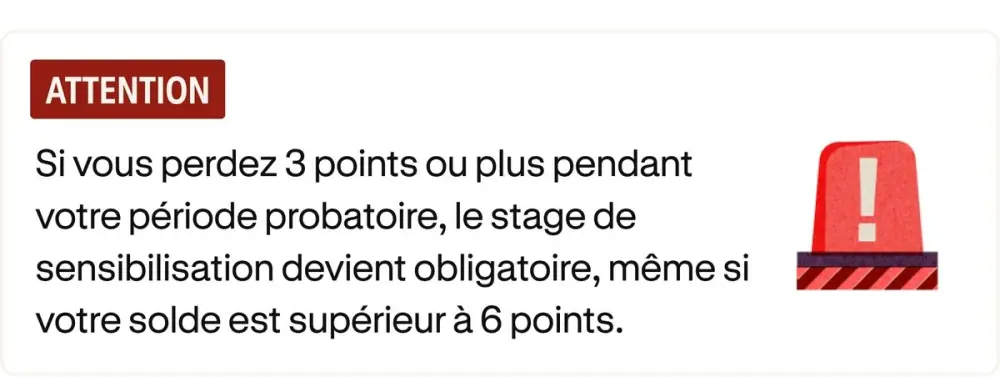 ATTENTION
Si vous perdez 3 points ou plus pendant
votre période probatoire, le stage de
sensibilisation devient obligatoire, même si
votre solde est supérieur à 6 points.